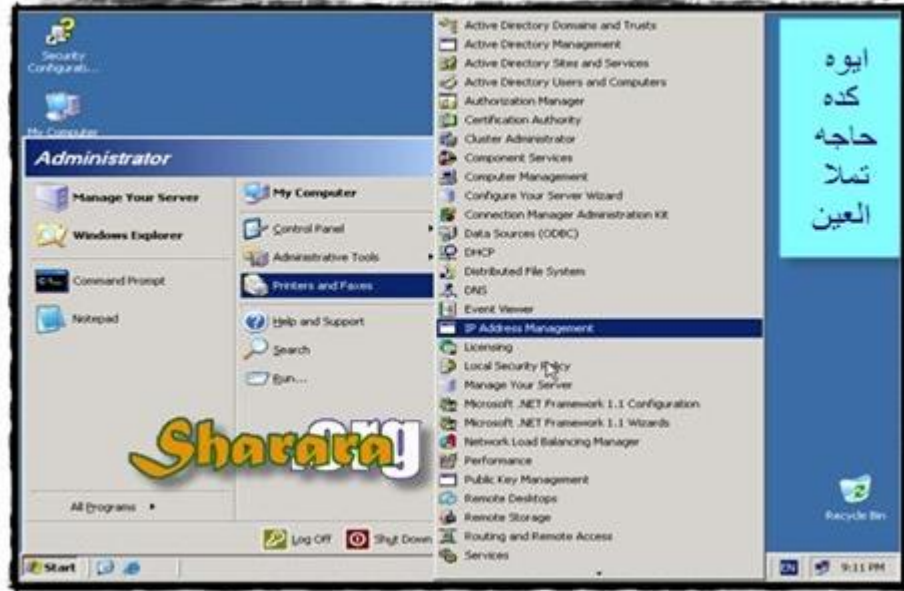 Security
Configurati...
My Computer
Administrator
Manage Your Server
Windows Explorer
Command Prompt
Notepad
All Programs
My Computer
Control Panel
Administrative Tools
Printers and Faxes
Help and Support
Search
Run...
Log Off
Shut Down
Start
Active Directory Domains and Trusts
Active Directory Management
Active Directory Sites and Services
Active Directory Users and Computers
Authorization Manager
Certification Authority
Cluster Administrator
Component Services
Computer Management
Configure Your Server Wizard
Connection Manager Administration Kit
Data Sources (ODBC)
DHCP
Distributed File System
DNS
Event Viewer
IP Address Management
Licensing
Local Security Policy
Manage Your Server
Microsoft .NET Framework 1.1 Configuration
Microsoft .NET Framework 1.1 Wizards
Network Load Balancing Manager
Performance
Public Key Management
Remote Desktops
Remote Storage
Routing and Remote Access
Services
ايوه
كده
حاجه
تملا
العين
Sharara.Org
Recycle Bin
EN
9:11 PM